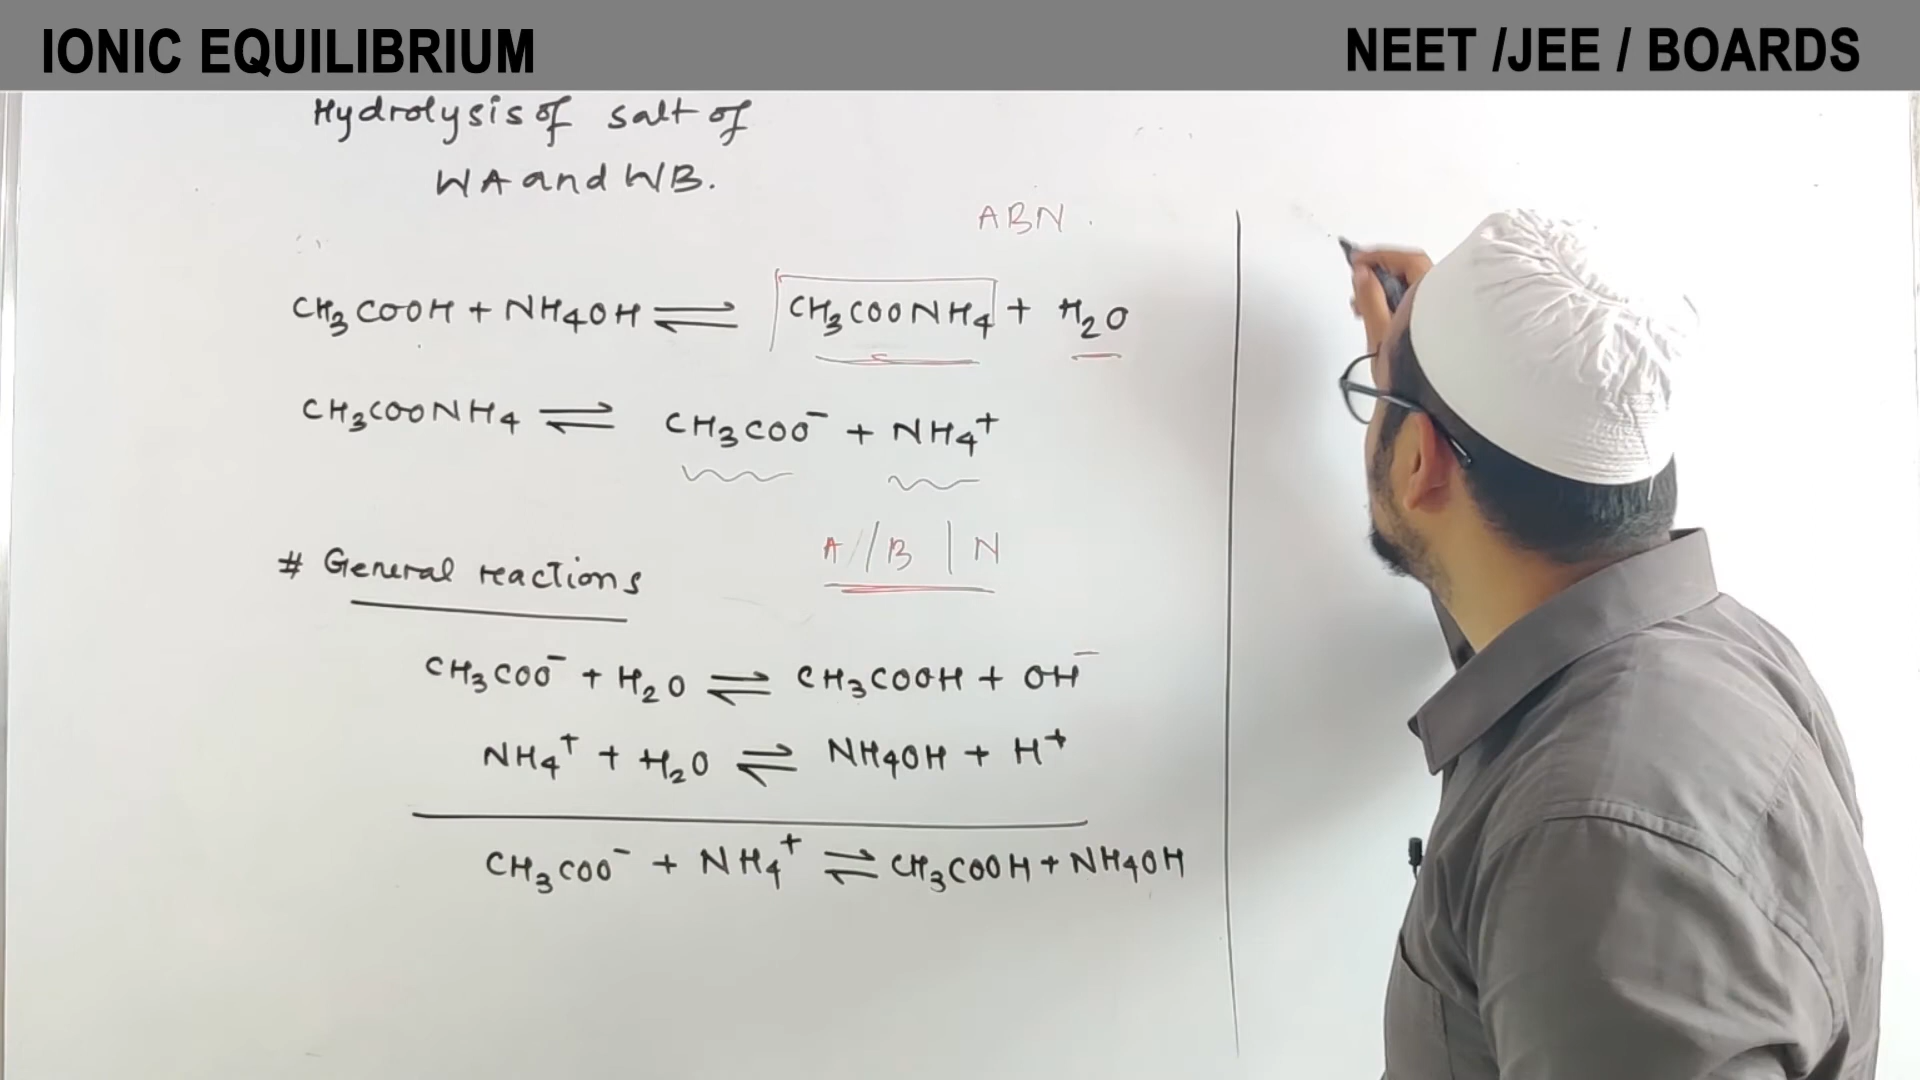 IONIC EQUILIBRIUM
NEET /JEE / BOARDS
Hydrolysis of salt of
WA and WB.
ABN.
CH₃COOH + NH₄OH ⇌ CH₃COONH₄ + H₂O
CH₃COONH₄ ⇌ CH₃COO⁻ + NH₄⁺
A // B | N
# General reactions
CH₃COO⁻ + H₂O ⇌ CH₃COOH + OH⁻
NH₄⁺ + H₂O ⇌ NH₄OH + H⁺
CH₃COO⁻ + NH₄⁺ ⇌ CH₃COOH + NH₄OH